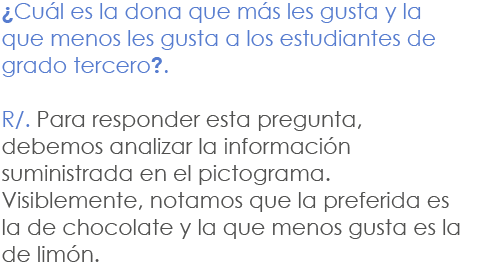 ¿Cuál es la dona que más les gusta y la
que menos les gusta a los estudiantes de
grado tercero?.
R/. Para responder esta pregunta,
debemos analizar la información
suministrada en el pictograma.
Visiblemente, notamos que la preferida es
la de chocolate y la que menos gusta es la
de limón.